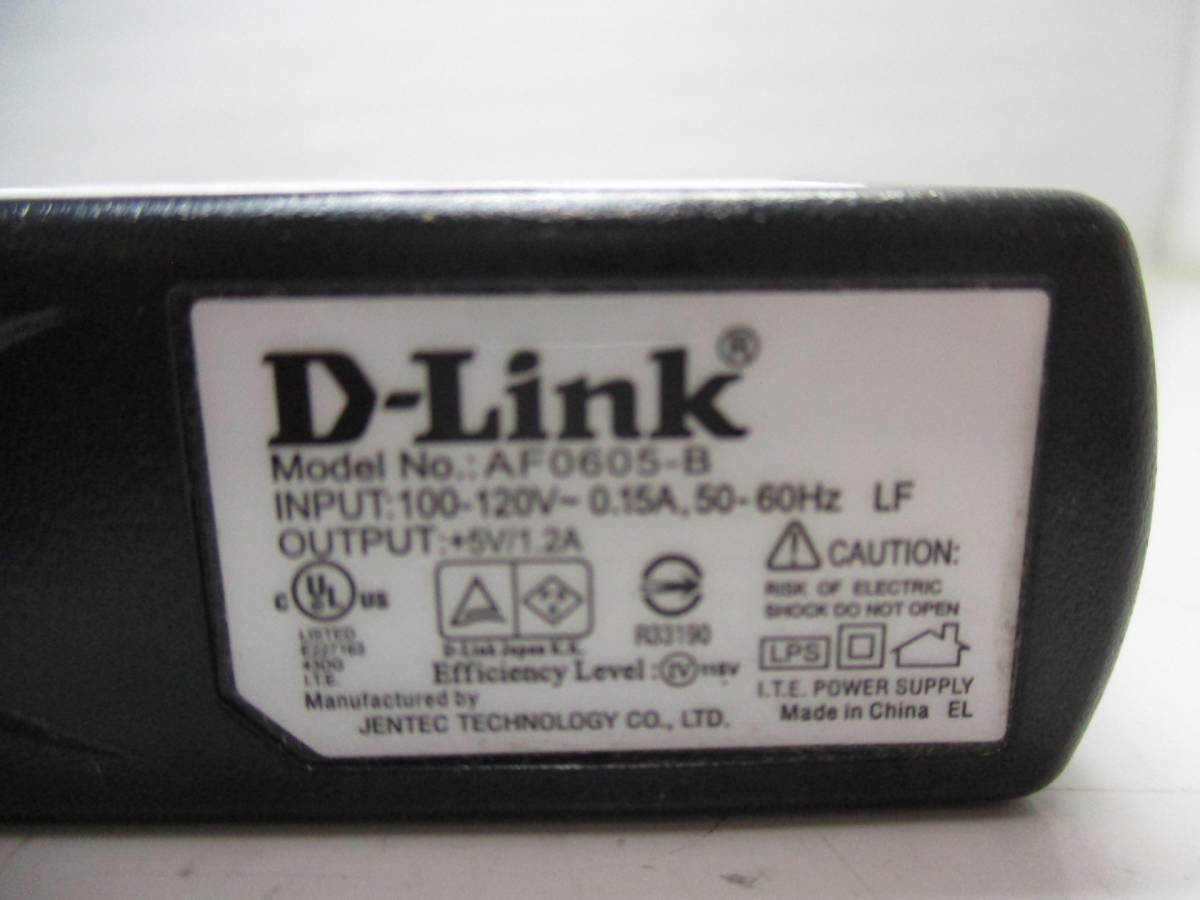 D-Link®
Model No.: AF0605-B
INPUT: 100-120V~ 0.15A, 50-60Hz LF
OUTPUT: +5V/1.2A
CAUTION:
RISK OF ELECTRIC
SHOCK DO NOT OPEN
c UL us
LISTED
E227163
43DG
I.T.E.
D-Link Japan K.K.
R33190
LPS
Efficiency Level: IV 115V
I.T.E. POWER SUPPLY
Manufactured by
JENTEC TECHNOLOGY CO., LTD.
Made in China EL